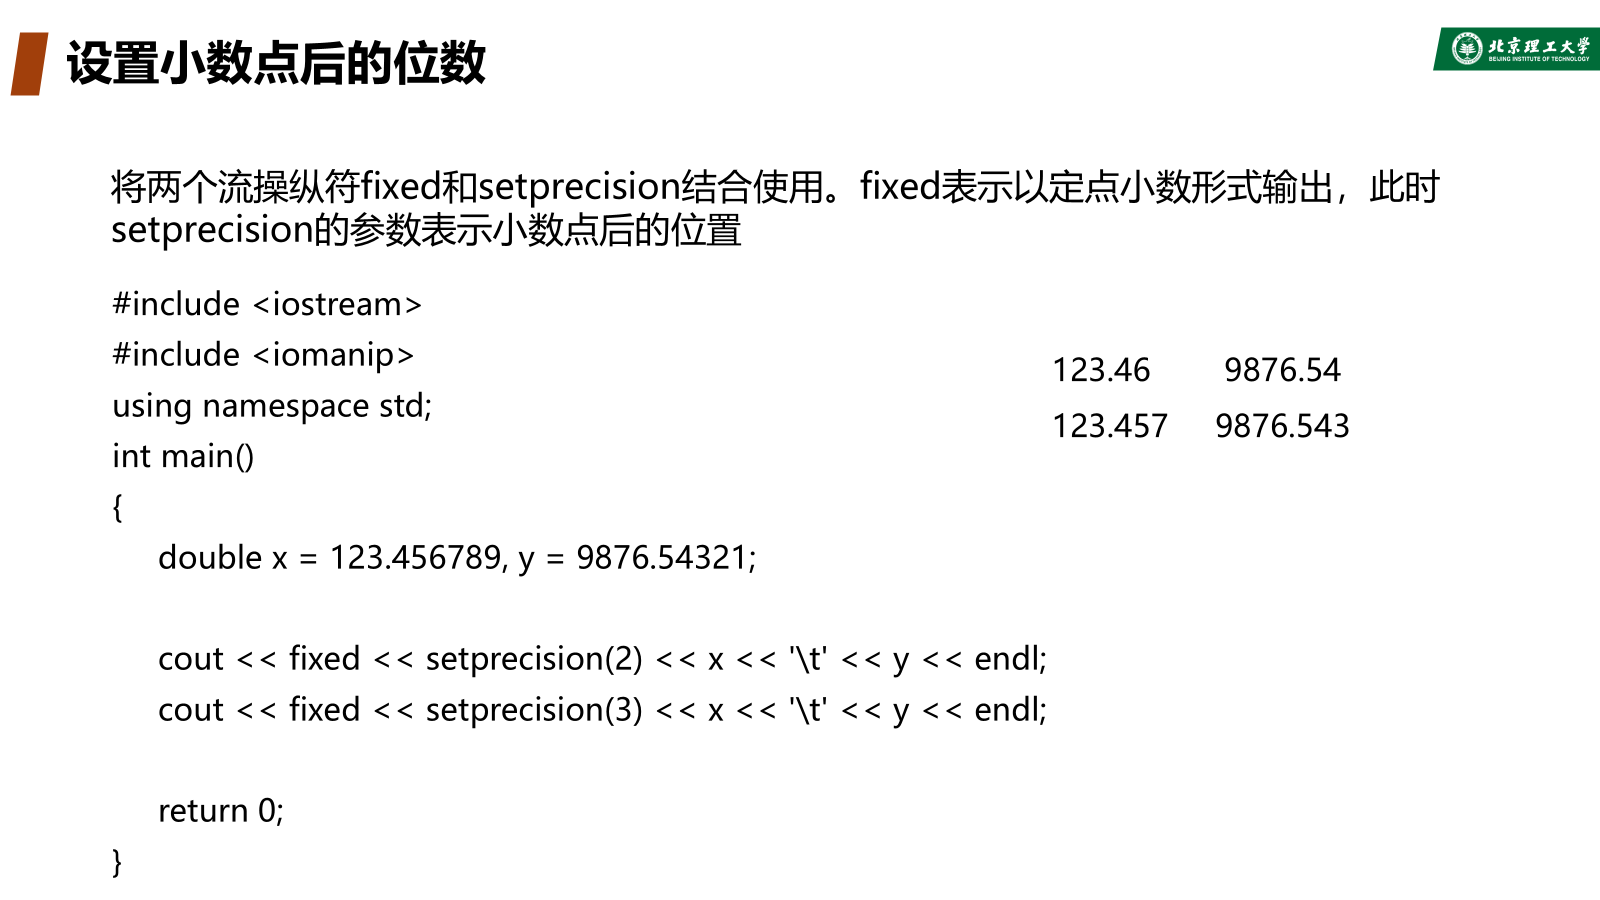 设置小数点后的位数
北京理工大学
BEIJING INSTITUTE OF TECHNOLOGY
将两个流操纵符fixed和setprecision结合使用。fixed表示以定点小数形式输出，此时
setprecision的参数表示小数点后的位置
#include <iostream>
#include <iomanip>
using namespace std;
int main()
{
double x = 123.456789, y = 9876.54321;
cout << fixed << setprecision(2) << x << '\t' << y << endl;
cout << fixed << setprecision(3) << x << '\t' << y << endl;
return 0;
}
123.46 9876.54
123.457 9876.543